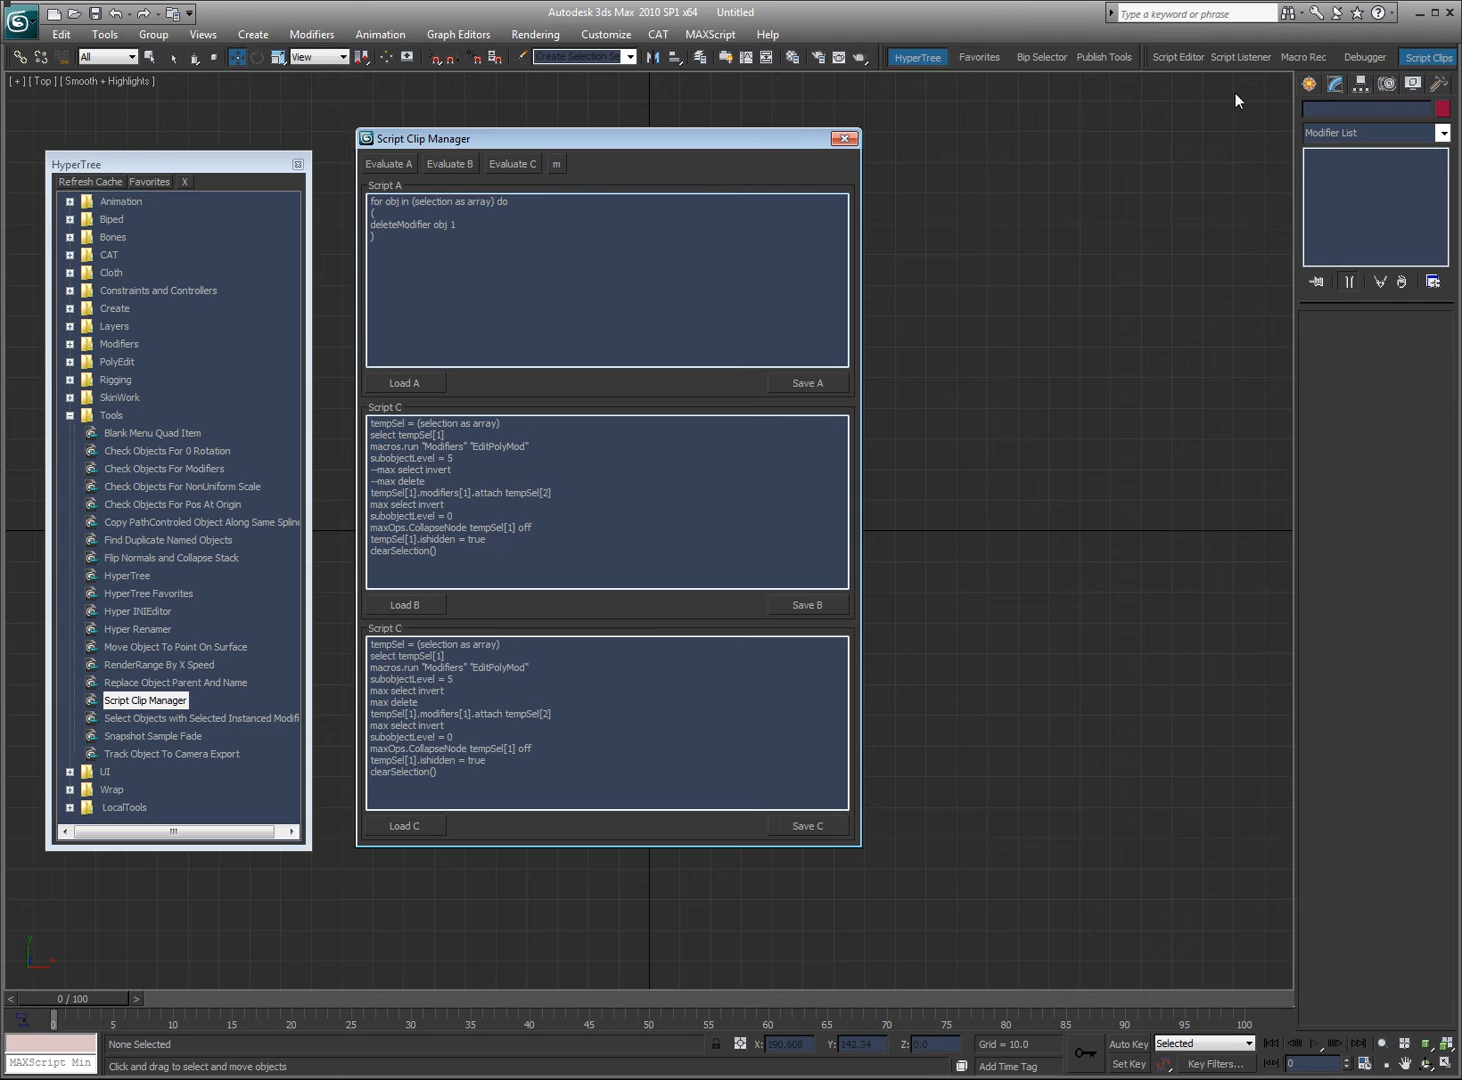 Autodesk 3ds Max 2010 SP1 x64 Untitled
Type a keyword or phrase
Edit Tools Group Views Create Modifiers Animation Graph Editors Rendering Customize CAT MAXScript Help
All View Create Selection Se HyperTree Favorites Bip Selector Publish Tools Script Editor Script Listener Macro Rec Debugger Script Clips
[ + ] [ Top ] [ Smooth + Highlights ]
Modifier List
HyperTree
Refresh Cache Favorites X
Animation
Biped
Bones
CAT
Cloth
Constraints and Controllers
Create
Layers
Modifiers
PolyEdit
Rigging
SkinWork
Tools
Blank Menu Quad Item
Check Objects For 0 Rotation
Check Objects For Modifiers
Check Objects For NonUniform Scale
Check Objects For Pos At Origin
Copy PathControled Object Along Same Spline
Find Duplicate Named Objects
Flip Normals and Collapse Stack
HyperTree
HyperTree Favorites
Hyper INIEditor
Hyper Renamer
Move Object To Point On Surface
RenderRange By X Speed
Replace Object Parent And Name
Script Clip Manager
Select Objects with Selected Instanced Modifi
Snapshot Sample Fade
Track Object To Camera Export
UI
Wrap
LocalTools
Script Clip Manager
Evaluate A Evaluate B Evaluate C m
Script A
for obj in (selection as array) do
(
deleteModifier obj 1
)
Load A Save A
Script C
tempSel = (selection as array)
select tempSel[1]
macros.run "Modifiers" "EditPolyMod"
subobjectLevel = 5
--max select invert
--max delete
tempSel[1].modifiers[1].attach tempSel[2]
max select invert
subobjectLevel = 0
maxOps.CollapseNode tempSel[1] off
tempSel[1].ishidden = true
clearSelection()
Load B Save B
Script C
tempSel = (selection as array)
select tempSel[1]
macros.run "Modifiers" "EditPolyMod"
subobjectLevel = 5
max select invert
max delete
tempSel[1].modifiers[1].attach tempSel[2]
max select invert
subobjectLevel = 0
maxOps.CollapseNode tempSel[1] off
tempSel[1].ishidden = true
clearSelection()
Load C Save C
y
x
< 0 / 100 >
0 5 10 15 20 25 30 35 40 45 50 55 60 65 70 75 80 85 90 95 100
None Selected X: 190.608 Y: 142.34 Z: 0.0 Grid = 10.0 Auto Key Selected
MAXScript Min Click and drag to select and move objects Add Time Tag Set Key Key Filters... 0